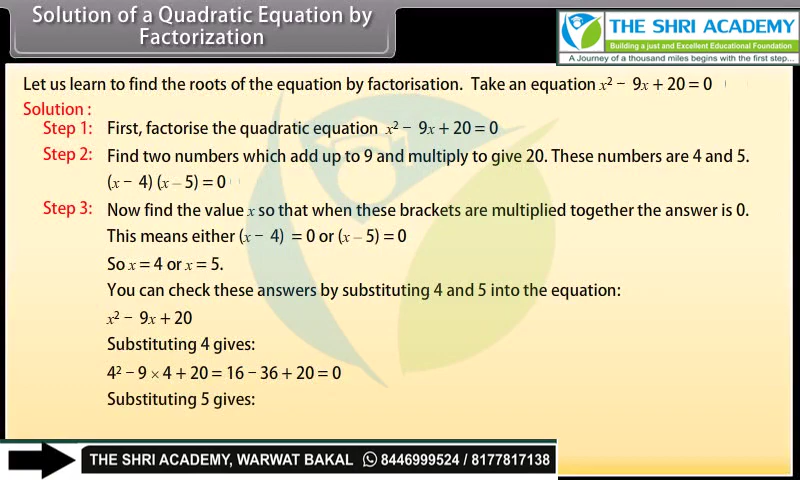 Solution of a Quadratic Equation by
Factorization
THE SHRI ACADEMY
Building a just and Excellent Educational Foundation
A Journey of a thousand miles begins with the first step...
Let us learn to find the roots of the equation by factorisation. Take an equation x² − 9x + 20 = 0
Solution :
Step 1: First, factorise the quadratic equation x² − 9x + 20 = 0
Step 2: Find two numbers which add up to 9 and multiply to give 20. These numbers are 4 and 5.
(x − 4) (x − 5) = 0
Step 3: Now find the value x so that when these brackets are multiplied together the answer is 0.
This means either (x − 4) = 0 or (x − 5) = 0
So x = 4 or x = 5.
You can check these answers by substituting 4 and 5 into the equation:
x² − 9x + 20
Substituting 4 gives:
4² − 9 × 4 + 20 = 16 − 36 + 20 = 0
Substituting 5 gives:
THE SHRI ACADEMY, WARWAT BAKAL 8446999524 / 8177817138